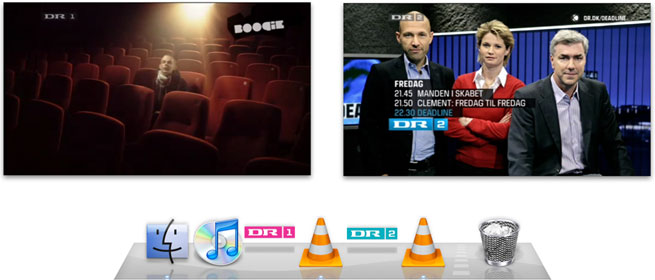 DR 1
BOOGIE
DR 2
DR.DK/DEADLINE
FREDAG
21.45 MANDEN I SKABET
21.50 CLEMENT: FREDAG TIL FREDAG
22.30 DEADLINE
DR 2
DR 1
DR 2